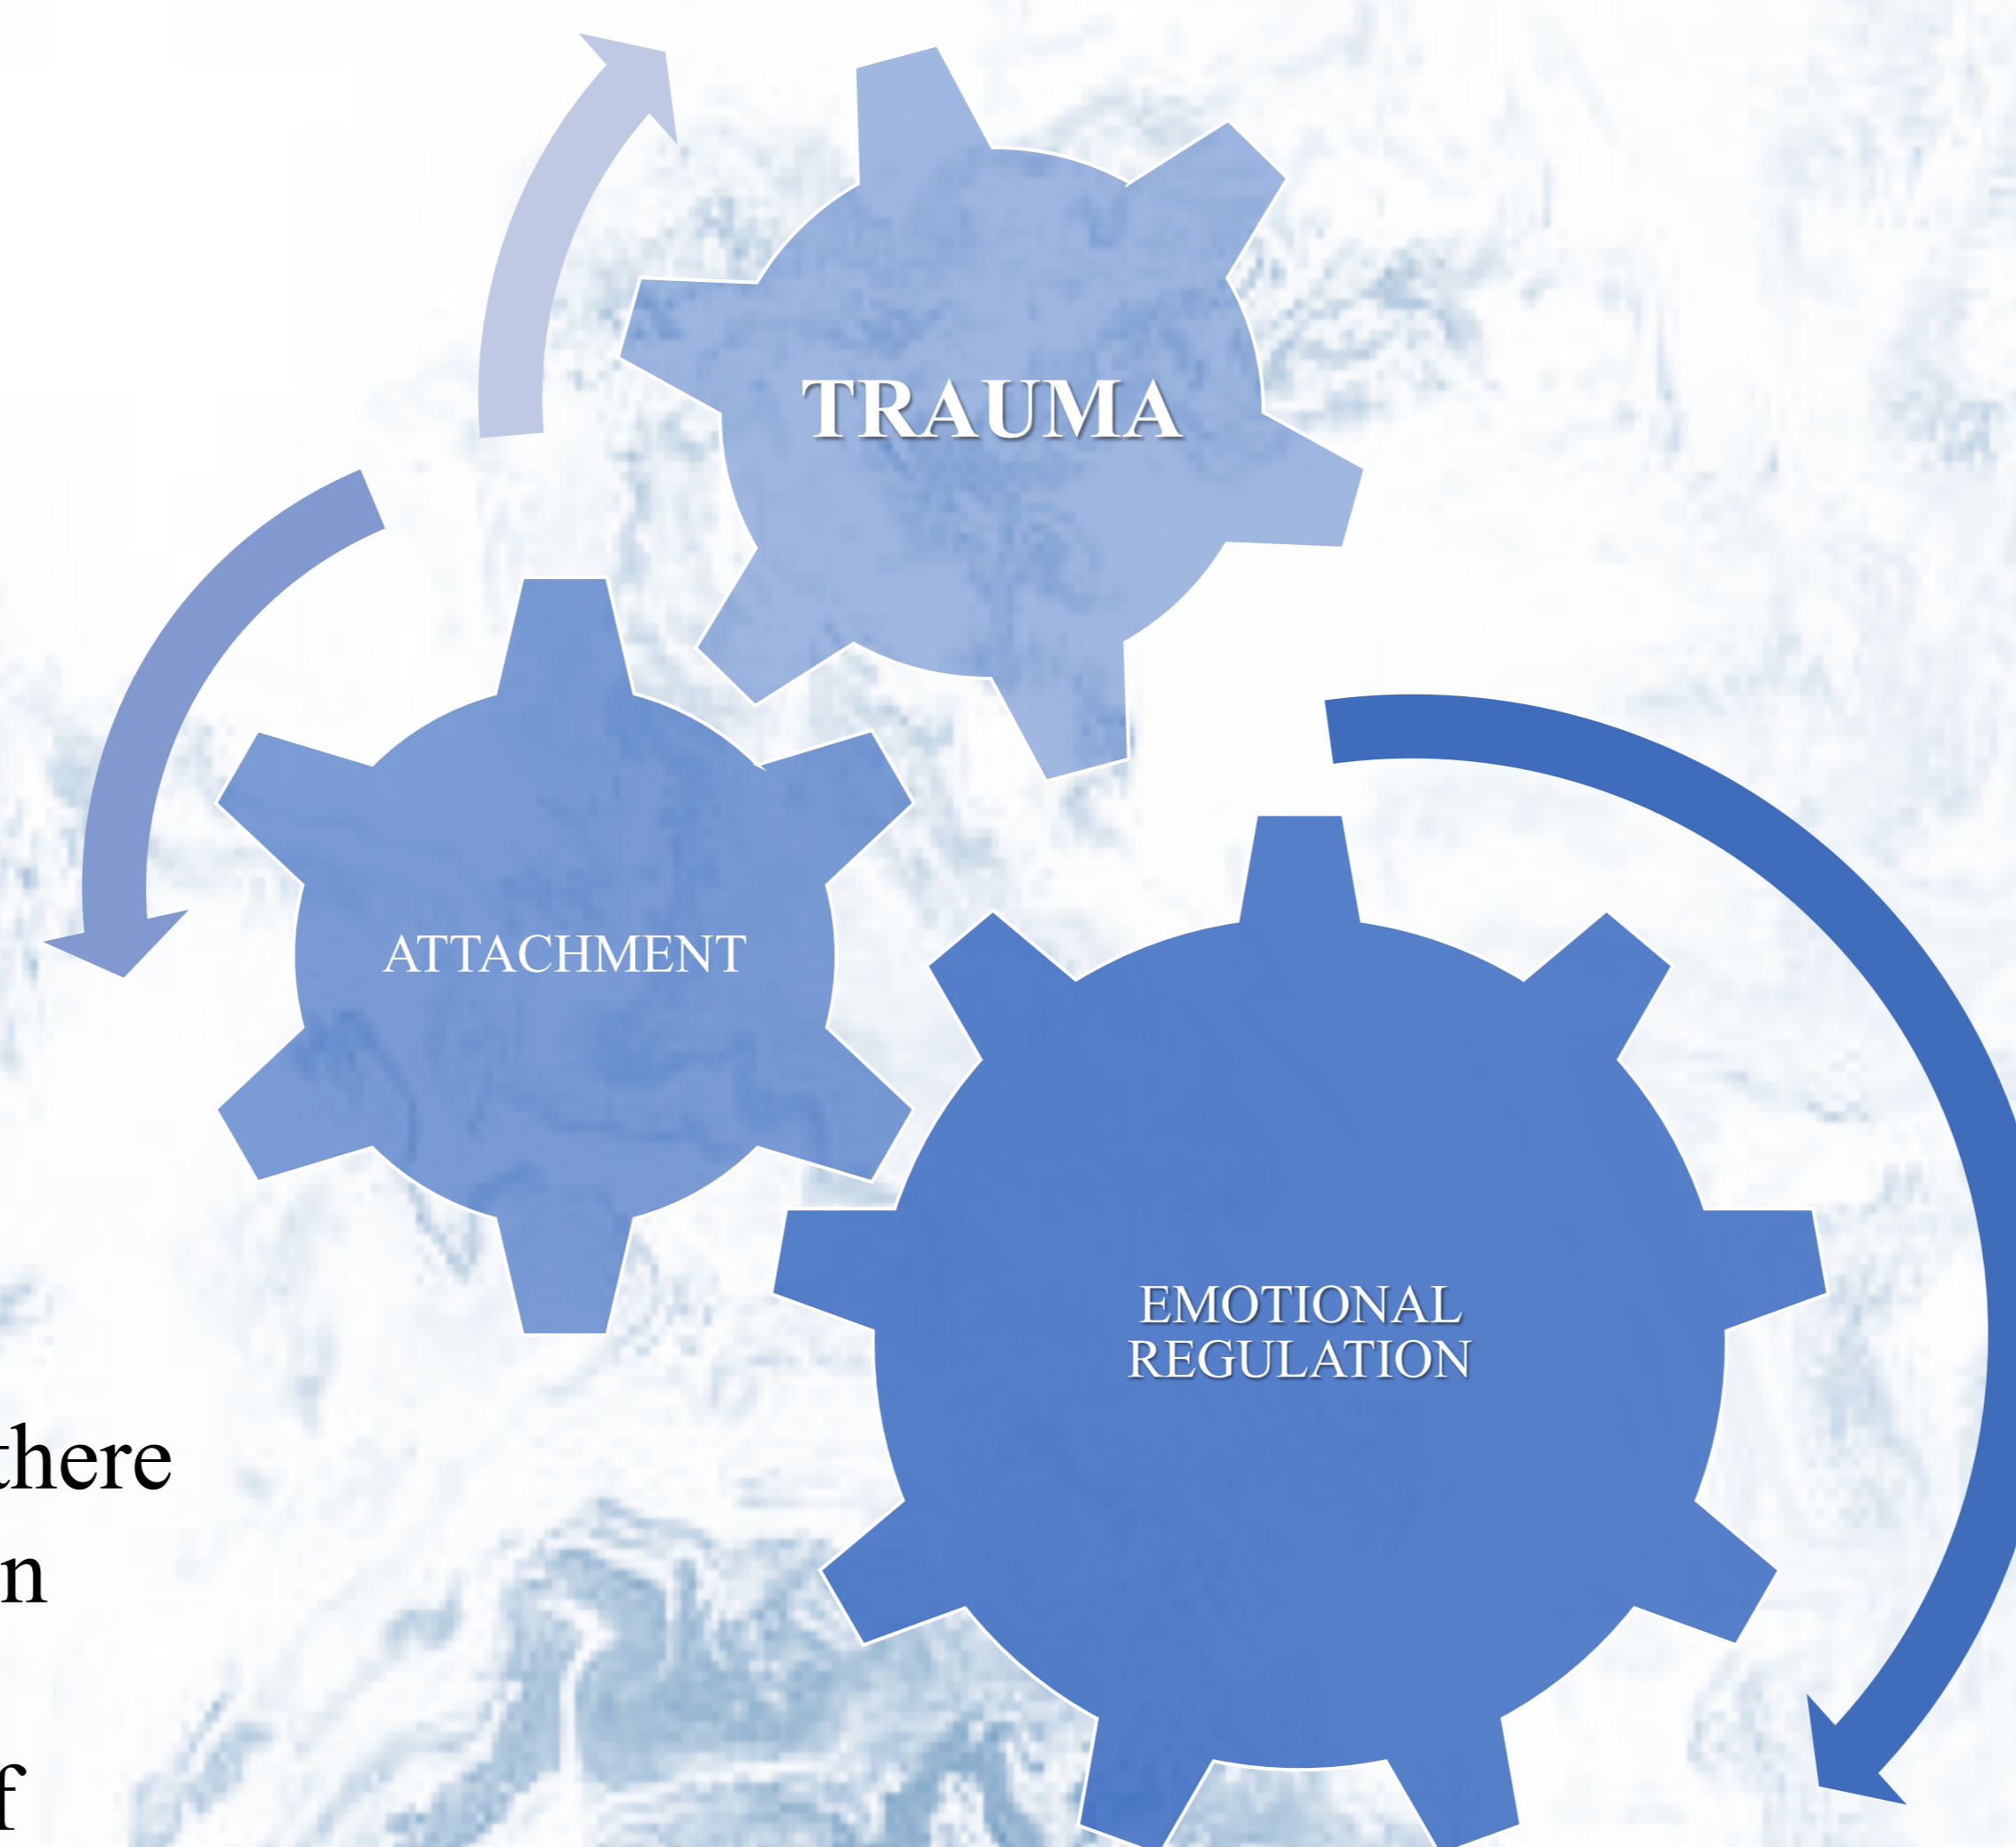 TRAUMA
ATTACHMENT
EMOTIONAL
REGULATION
there
n
f